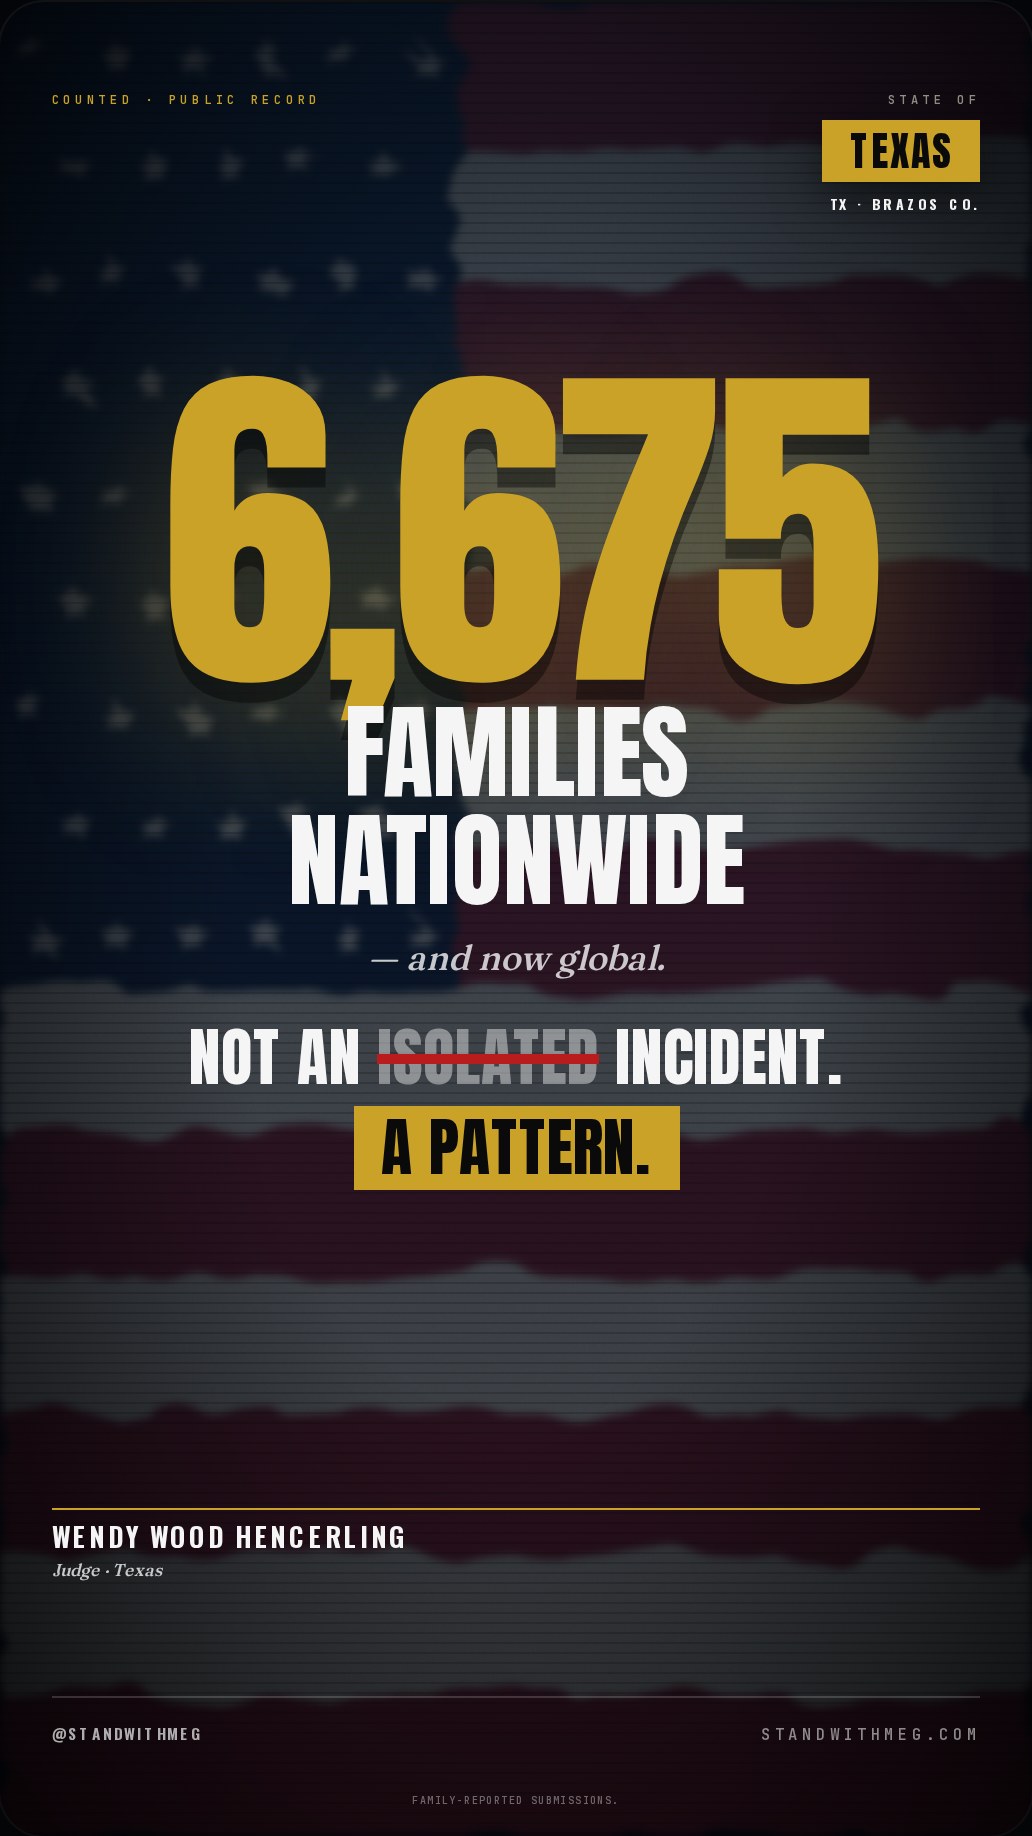 COUNTED · PUBLIC RECORD
STATE OF
TEXAS
TX · BRAZOS CO.
6,675
FAMILIES
NATIONWIDE
— and now global.
NOT AN ISOLATED INCIDENT.
A PATTERN.
WENDY WOOD HENCERLING
Judge · Texas
@STANDWITHMEG
STANDWITHMEG.COM
FAMILY-REPORTED SUBMISSIONS.